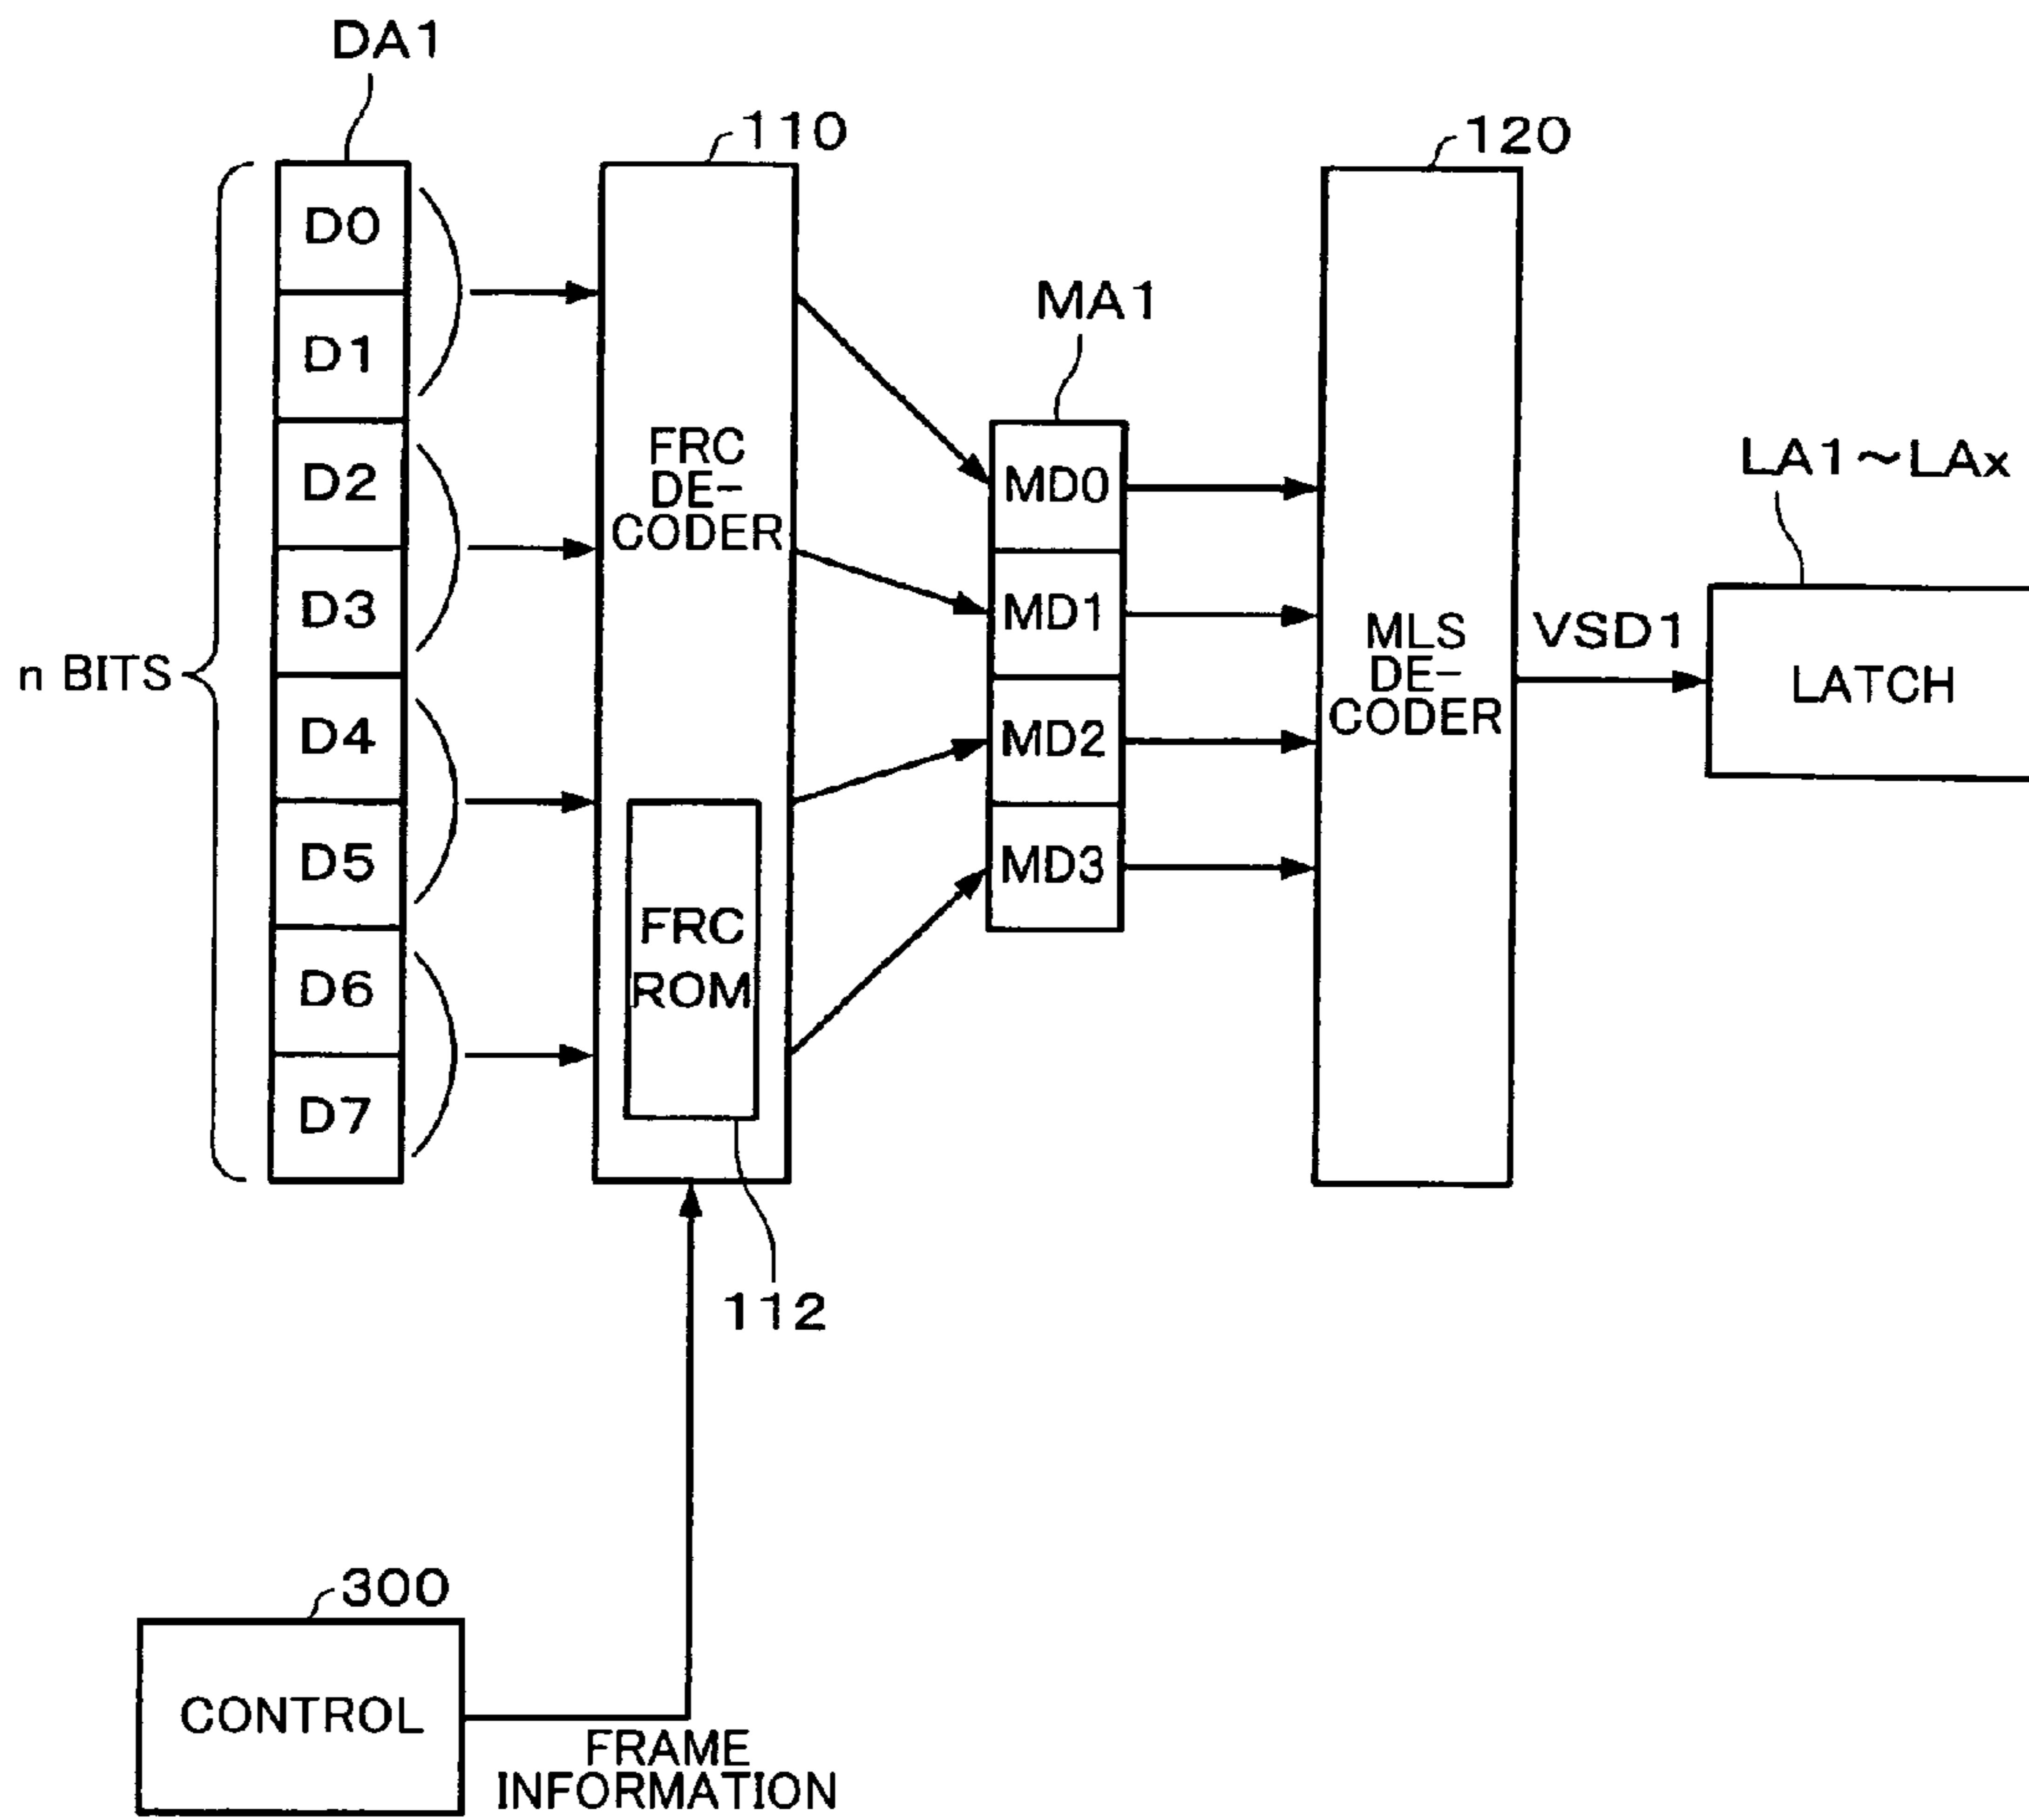 DA1
110
120
D0
D1
D2
D3
D4
D5
D6
D7
n BITS
FRC
DE-
CODER
FRC
ROM
112
MA1
MD0
MD1
MD2
MD3
MLS
DE-
CODER
VSD1
LA1~LAx
LATCH
300
CONTROL
FRAME
INFORMATION